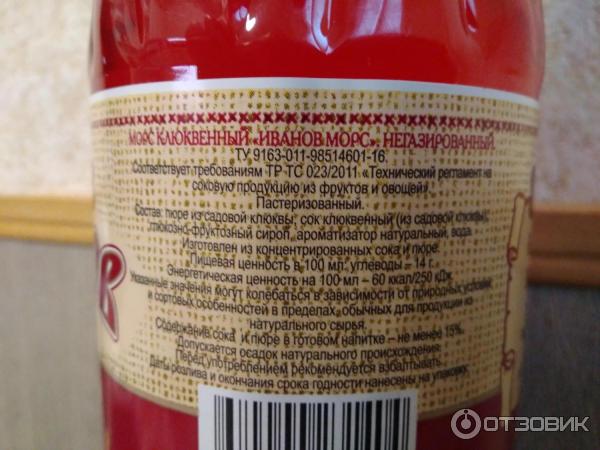 МОРС КЛЮКВЕННЫЙ «ИВАНОВ МОРС». НЕГАЗИРОВАННЫЙ.
ТУ 9163-011-98514601-16.
Соответствует требованиям ТР ТС 023/2011 «Технический регламент на
соковую продукцию из фруктов и овощей».
Пастеризованный.
Состав: пюре из садовой клюквы, сок клюквенный (из садовой клюквы),
глюкозно-фруктозный сироп, ароматизатор натуральный, вода.
Изготовлен из концентрированных сока и пюре.
Пищевая ценность в 100 мл: углеводы – 14 г.
Энергетическая ценность на 100 мл – 60 ккал/250 кДж.
Указанные значения могут колебаться в зависимости от природных условий
и сортовых особенностей в пределах, обычных для продукции из
натурального сырья.
Содержание сока и пюре в готовом напитке – не менее 15%.
Допускается осадок натурального происхождения.
Перед употреблением рекомендуется взбалтывать.
Даты розлива и окончания срока годности нанесены на упаковку.
ОТЗОВИК